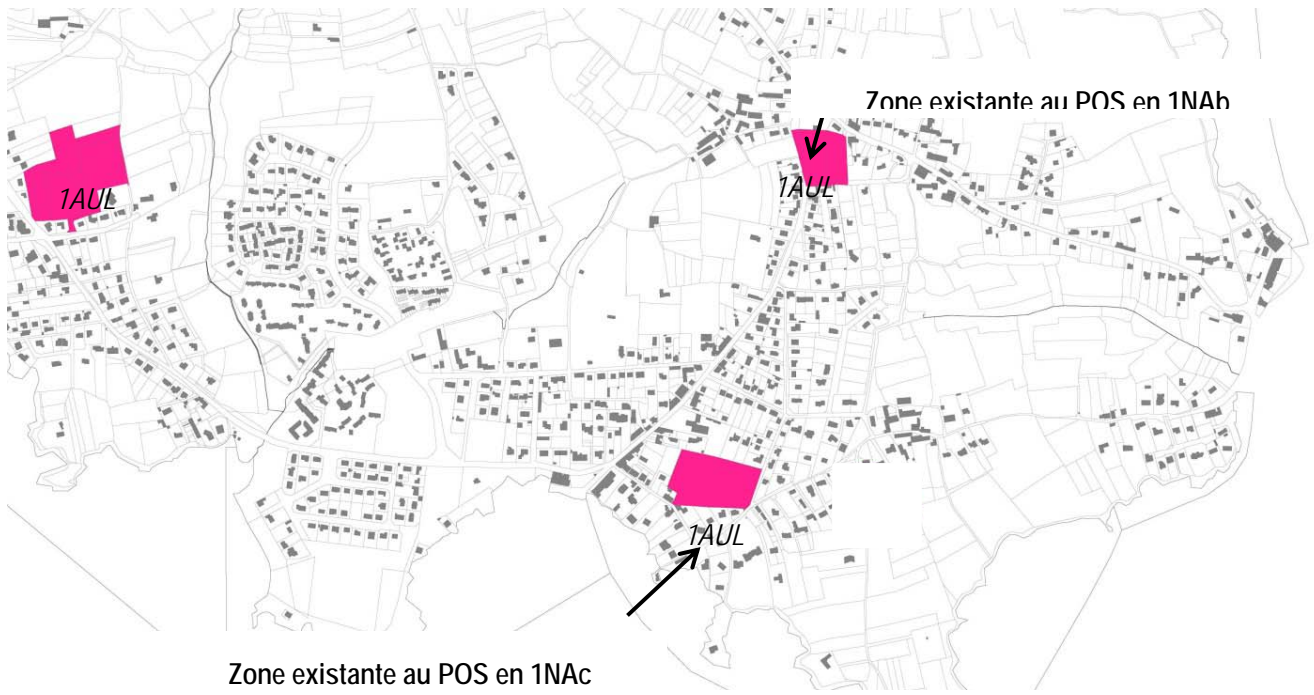 Zone existante au POS en 1NAb
1AUL
1AUL
1AUL
Zone existante au POS en 1NAc